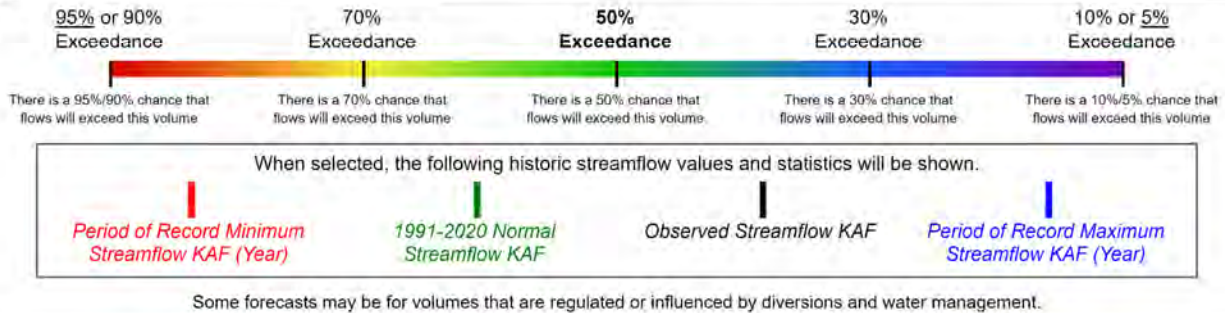 95% or 90% 70% 50% 30% 10% or 5%
Exceedance Exceedance Exceedance Exceedance Exceedance
There is a 95%/90% chance that There is a 70% chance that There is a 50% chance that There is a 30% chance that There is a 10%/5% chance that
flows will exceed this volume flows will exceed this volume flows will exceed this volume flows will exceed this volume flows will exceed this volume
When selected, the following historic streamflow values and statistics will be shown.
Period of Record Minimum 1991-2020 Normal Observed Streamflow KAF Period of Record Maximum
Streamflow KAF (Year) Streamflow KAF Streamflow KAF (Year)
Some forecasts may be for volumes that are regulated or influenced by diversions and water management.